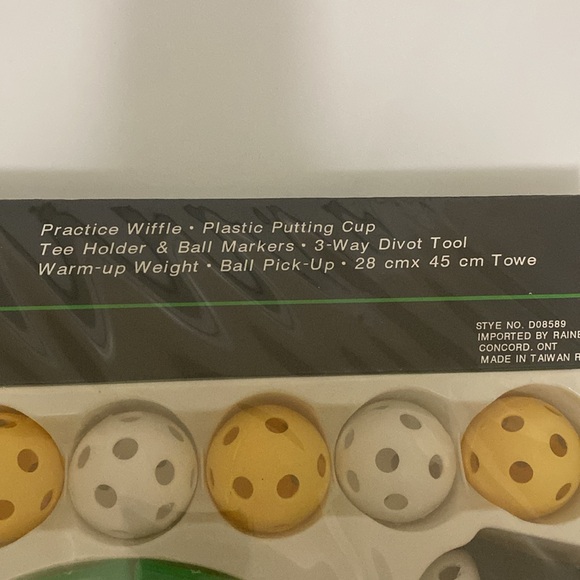 Practice Wiffle • Plastic Putting Cup
Tee Holder & Ball Markers • 3-Way Divot Tool
Warm-up Weight • Ball Pick-Up • 28 cmx 45 cm Towe
STYE NO. D08589
IMPORTED BY RAINE
CONCORD, ONT
MADE IN TAIWAN R